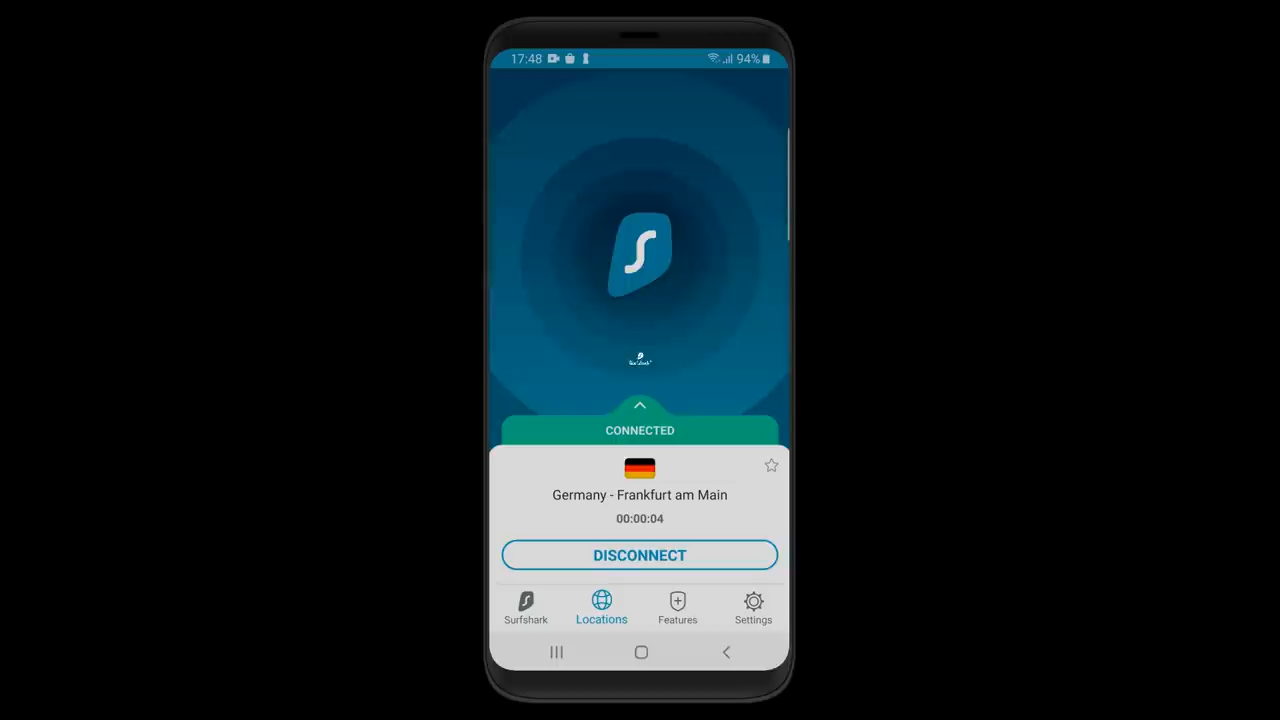 17:48 94%
CONNECTED
Germany - Frankfurt am Main
00:00:04
DISCONNECT
Surfshark Locations Features Settings